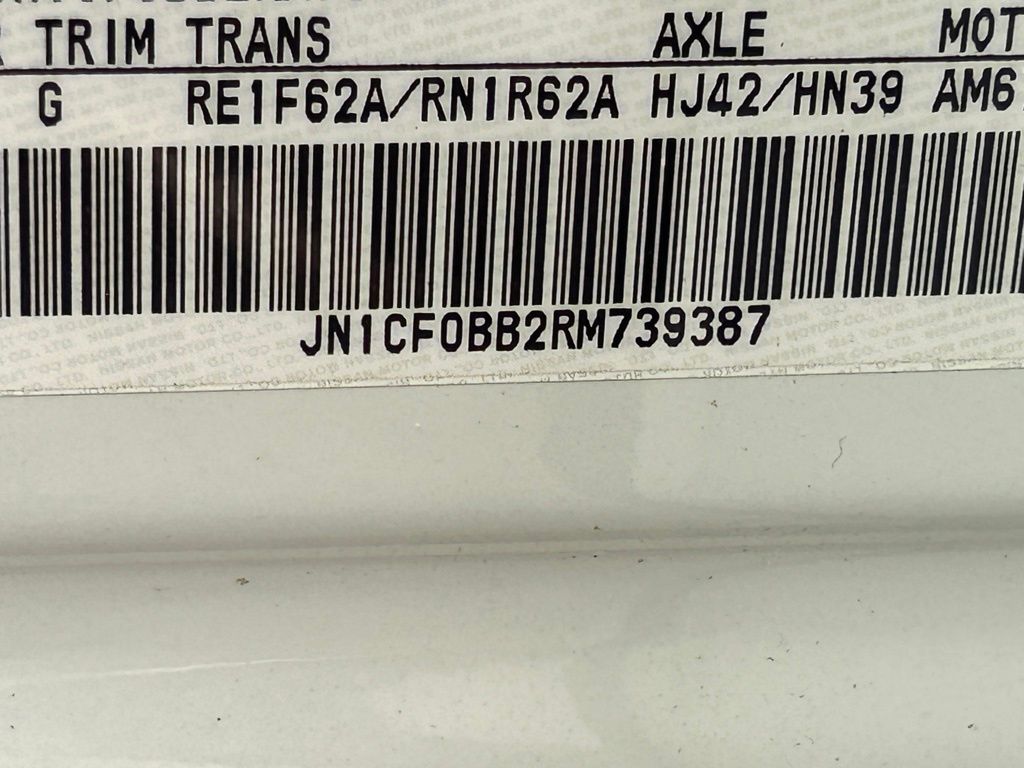 TRIM TRANS AXLE MOT
G RE1F62A/RN1R62A HJ42/HN39 AM6
JN1CF0BB2RM739387